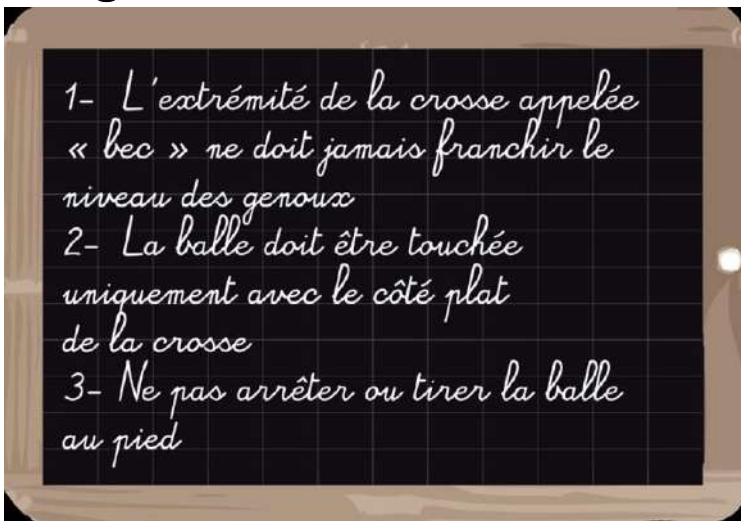 1- L'extrémité de la crosse appelée
« bec » ne doit jamais franchir le
niveau des genoux
2- La balle doit être touchée
uniquement avec le côté plat
de la crosse
3- Ne pas arrêter ou tirer la balle
au pied